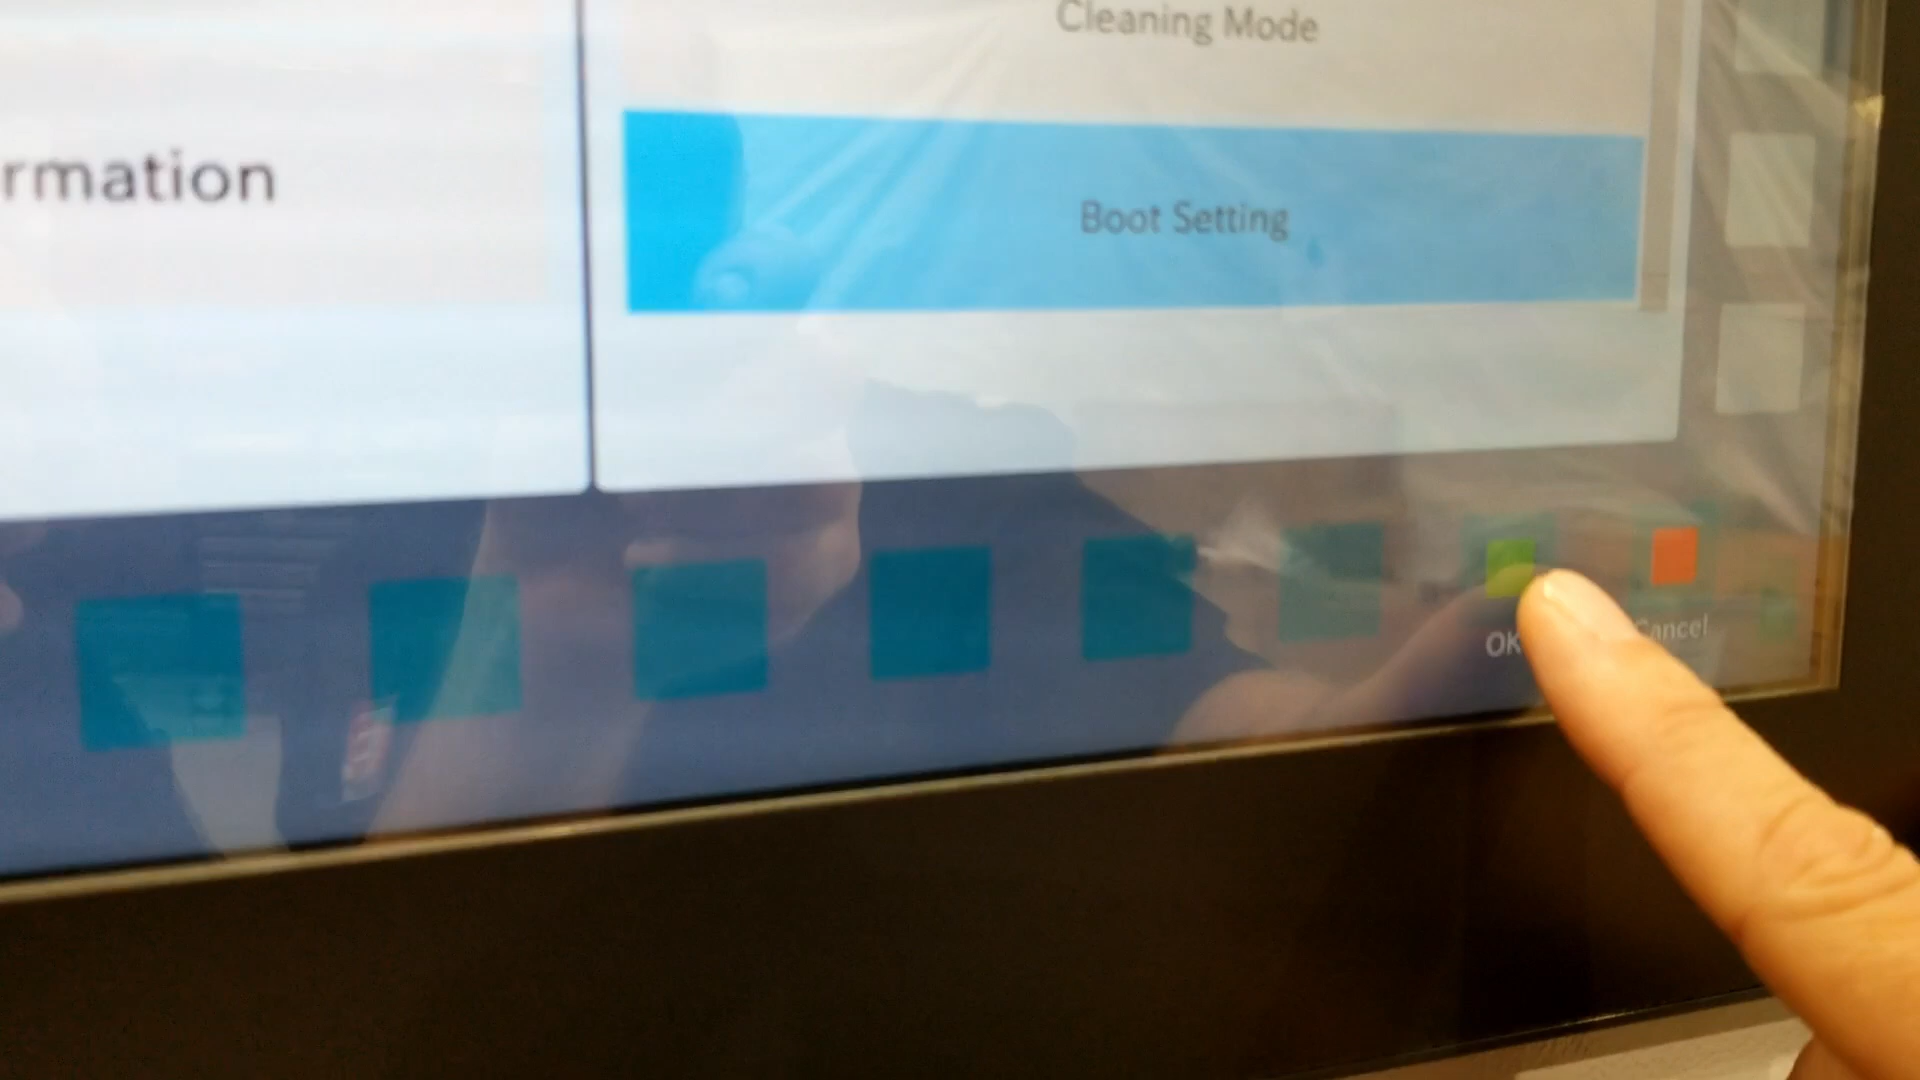 Cleaning Mode
rmation
Boot Setting
OK
Cancel